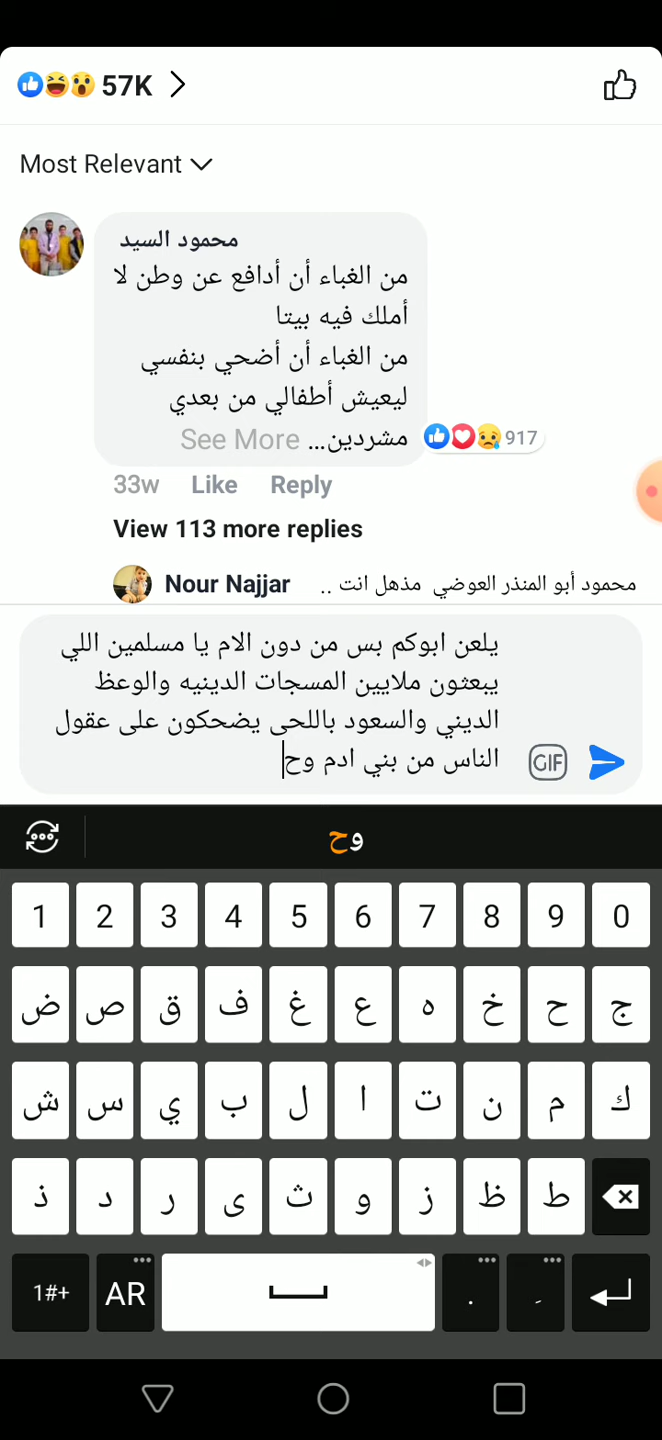 57K
Most Relevant
محمود السيد
من الغباء أن أدافع عن وطن لا
أملك فيه بيتا
من الغباء أن أضحي بنفسي
ليعيش أطفالي من بعدي
مشردين... See More
917
33w Like Reply
View 113 more replies
Nour Najjar محمود أبو المنذر العوضي مذهل انت ..
يلعن ابوكم بس من دون الام يا مسلمين اللي
يبعثون ملايين المسجات الدينيه والوعظ
الديني والسعود باللحى يضحكون على عقول
الناس من بني ادم وح
GIF
وح
1 2 3 4 5 6 7 8 9 0
ض ص ق ف غ ع ه خ ح ج
ش س ي ب ل ا ت ن م ك
ذ د ر ى ث و ز ظ ط
1#+ AR .